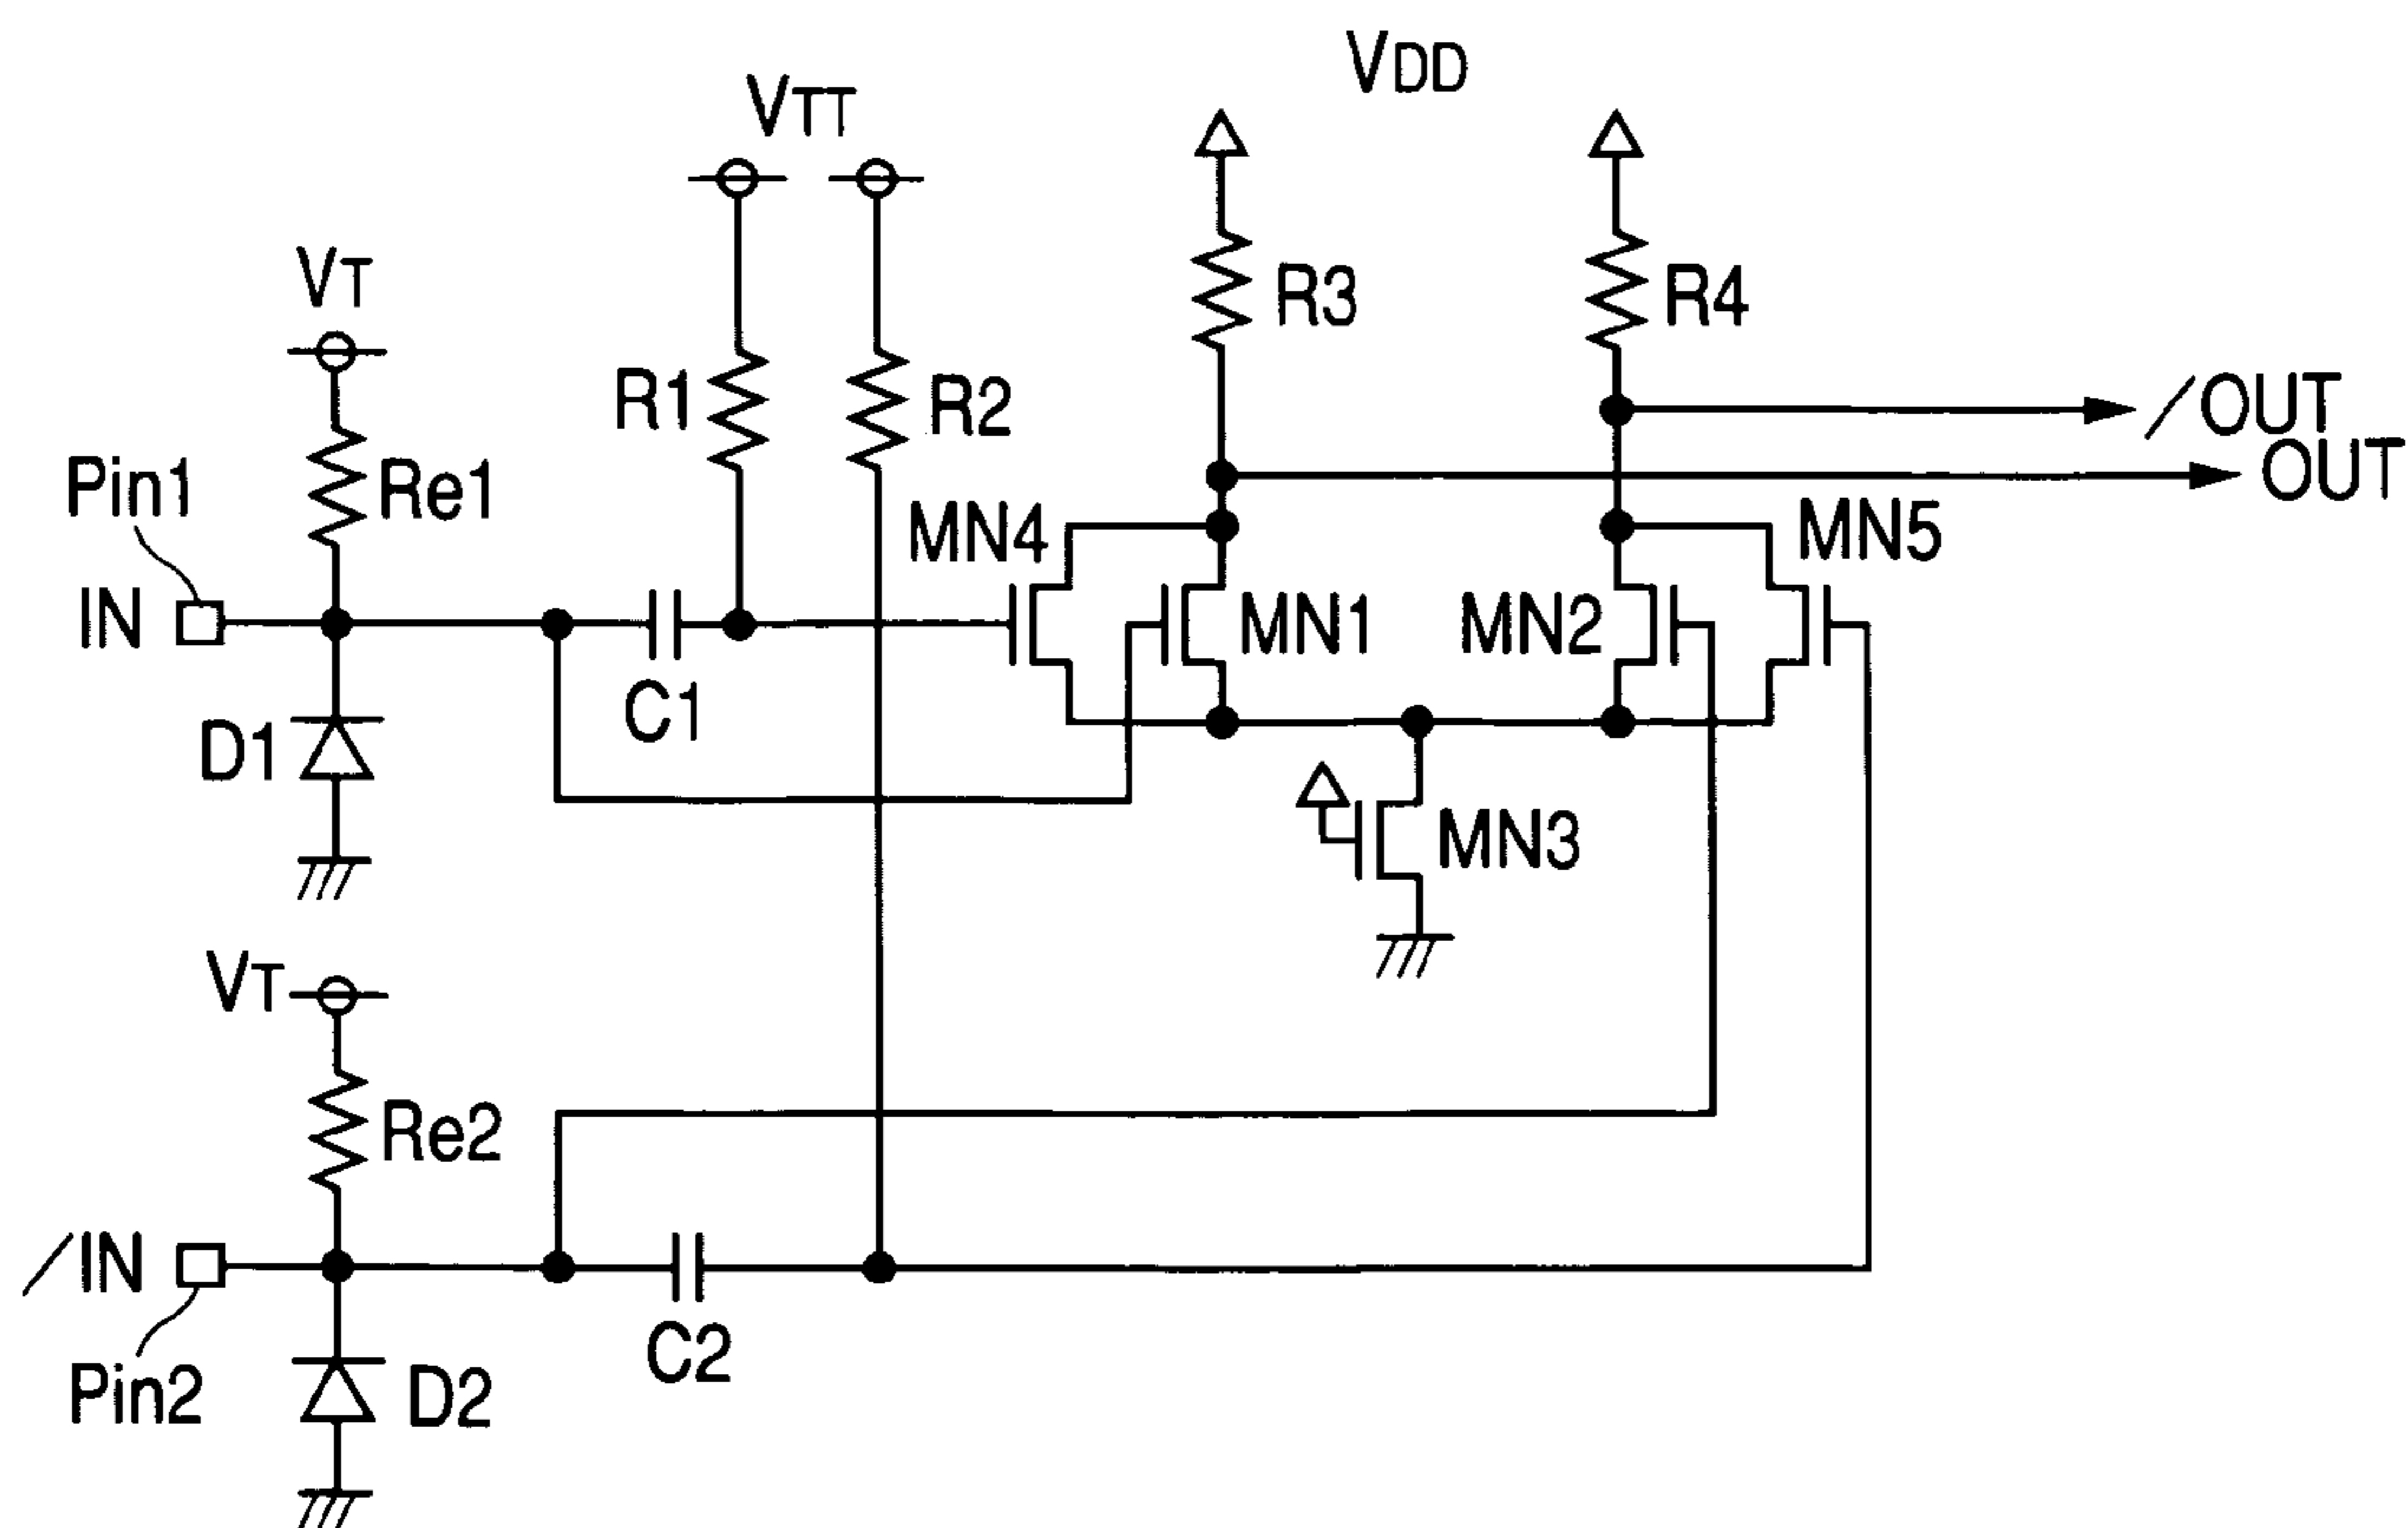 VDD
VTT
VT
R3
R4
R1
R2
/OUT
OUT
Pin1
Re1
MN4
MN5
IN
MN1
MN2
C1
D1
MN3
VT
Re2
/IN
C2
Pin2
D2